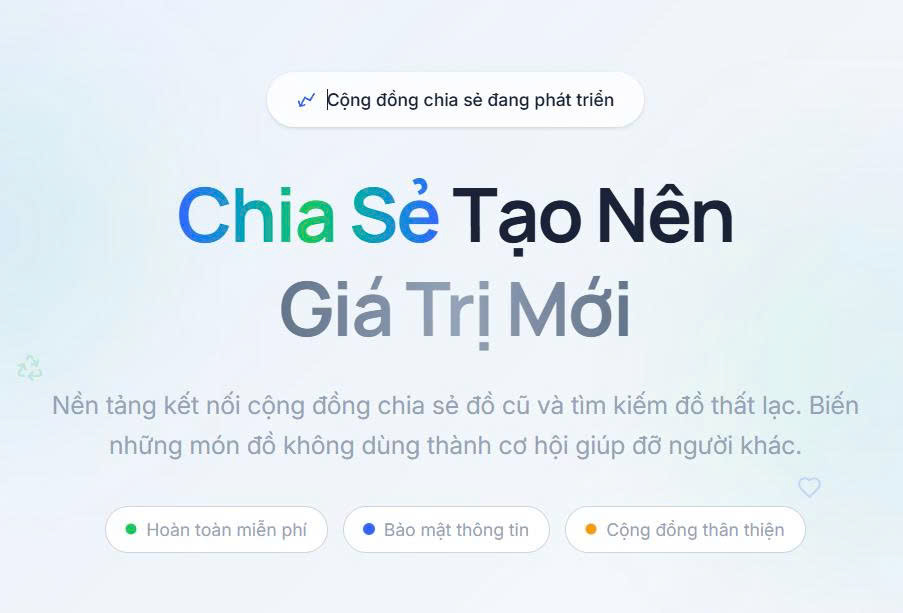 Cộng đồng chia sẻ đang phát triển
Chia Sẻ Tạo Nên
Giá Trị Mới
Nền tảng kết nối cộng đồng chia sẻ đồ cũ và tìm kiếm đồ thất lạc. Biến
những món đồ không dùng thành cơ hội giúp đỡ người khác.
Hoàn toàn miễn phí
Bảo mật thông tin
Cộng đồng thân thiện